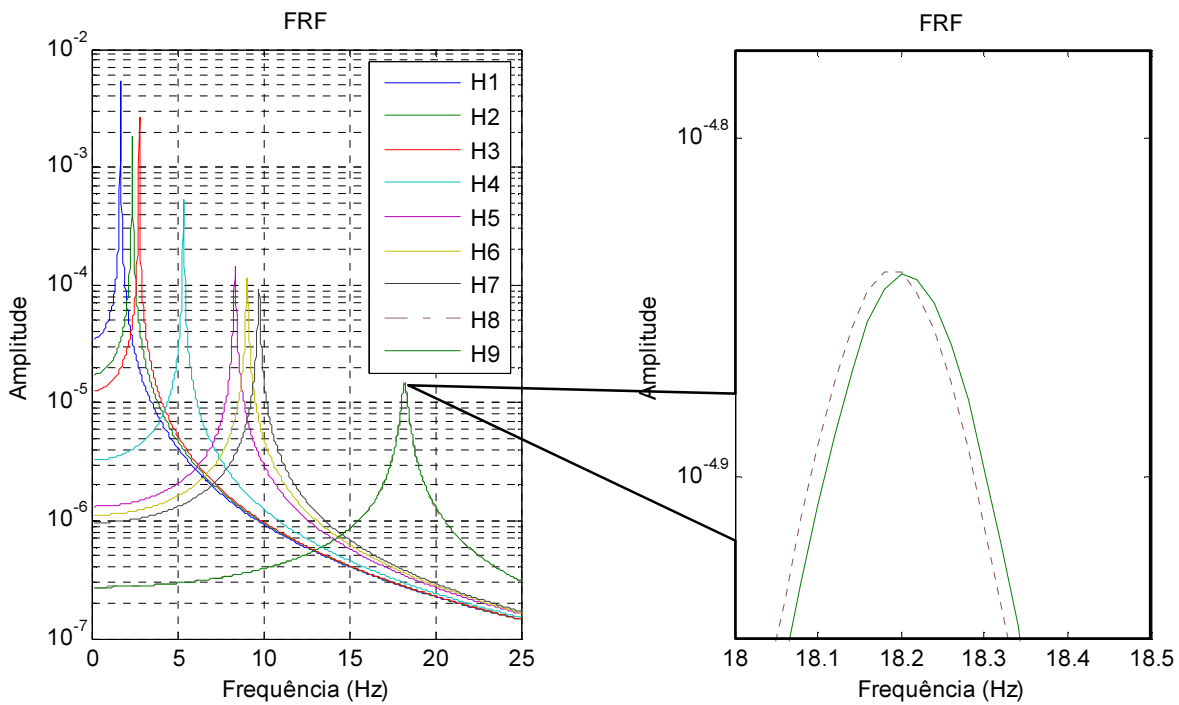 FRF
10^-2
10^-3
10^-4
10^-5
10^-6
10^-7
Amplitude
0 5 10 15 20 25
Frequência (Hz)
H1
H2
H3
H4
H5
H6
H7
H8
H9
FRF
10^-4.8
10^-4.9
Amplitude
18 18.1 18.2 18.3 18.4 18.5
Frequência (Hz)